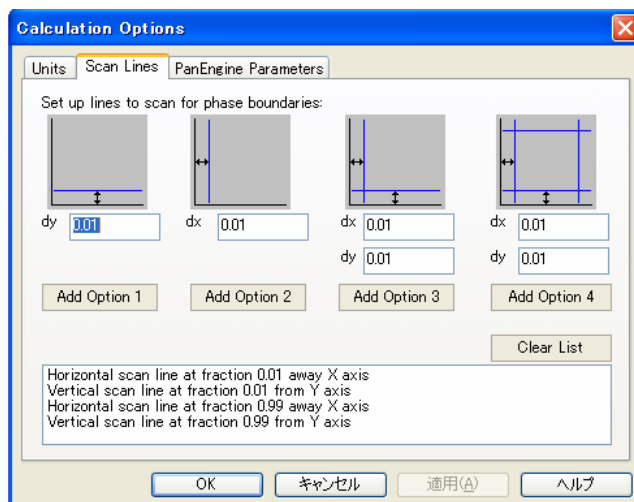 Calculation Options
Units Scan Lines PanEngine Parameters
Set up lines to scan for phase boundaries:
dy 0.01 dx 0.01 dx 0.01 dx 0.01
dy 0.01 dy 0.01
Add Option 1 Add Option 2 Add Option 3 Add Option 4
Clear List
Horizontal scan line at fraction 0.01 away X axis
Vertical scan line at fraction 0.01 from Y axis
Horizontal scan line at fraction 0.99 away X axis
Vertical scan line at fraction 0.99 from Y axis
OK キャンセル 適用(A) ヘルプ